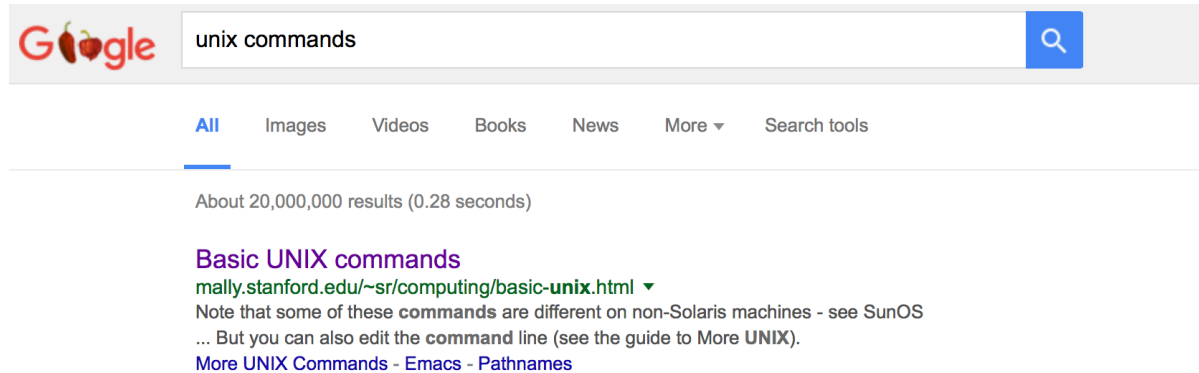 Google
unix commands
All Images Videos Books News More Search tools
About 20,000,000 results (0.28 seconds)
Basic UNIX commands
mally.stanford.edu/~sr/computing/basic-unix.html
Note that some of these commands are different on non-Solaris machines - see SunOS
... But you can also edit the command line (see the guide to More UNIX).
More UNIX Commands - Emacs - Pathnames